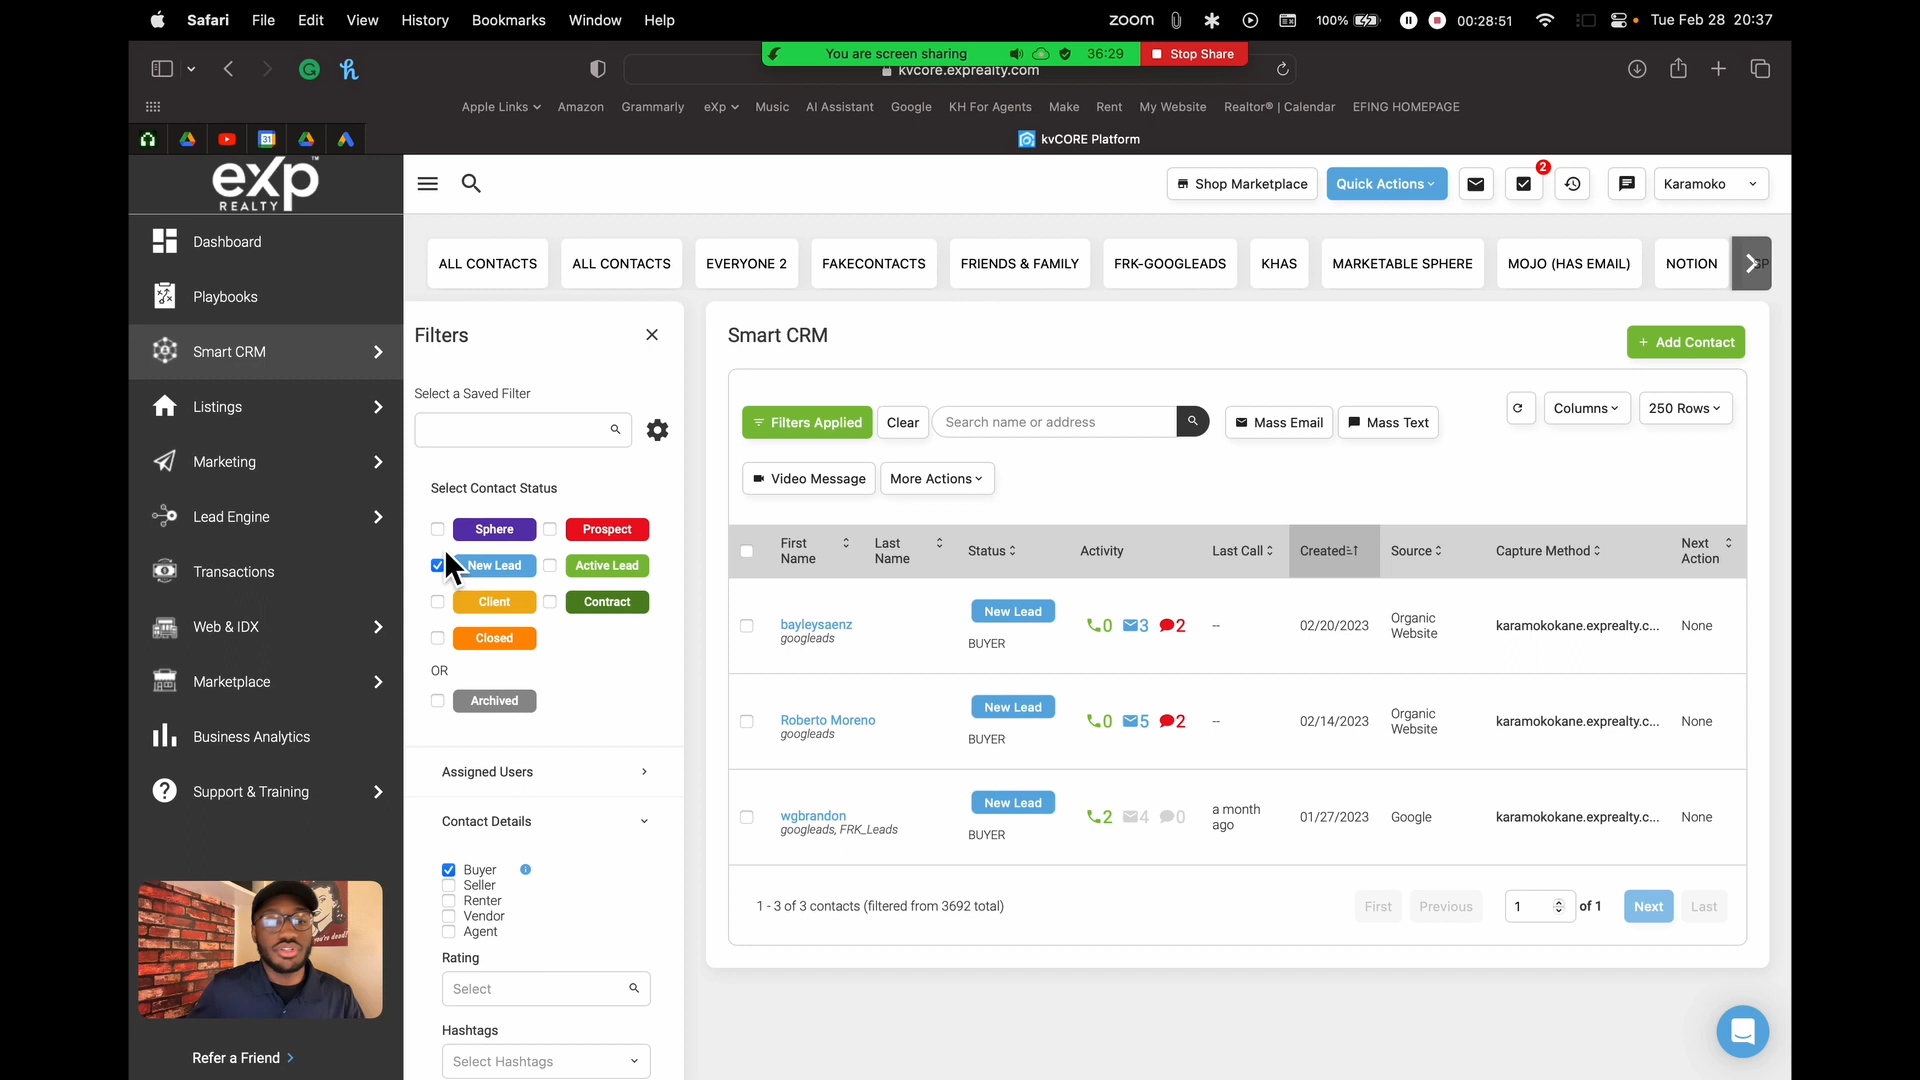 Safari File Edit View History Bookmarks Window Help
zoom 100% 00:28:51 Tue Feb 28 20:37
You are screen sharing 36:29 Stop Share
kvcore.exprealty.com
Apple Links Amazon Grammarly eXp Music AI Assistant Google KH For Agents Make Rent My Website Realtor® | Calendar EFING HOMEPAGE
31
kvCORE Platform
eXp™
REALTY
Shop Marketplace Quick Actions 2 Karamoko
Dashboard
Playbooks
Smart CRM
Listings
Marketing
Lead Engine
Transactions
Web & IDX
Marketplace
Business Analytics
Support & Training
you're dead!
Refer a Friend
ALL CONTACTS ALL CONTACTS EVERYONE 2 FAKECONTACTS FRIENDS & FAMILY FRK-GOOGLEADS KHAS MARKETABLE SPHERE MOJO (HAS EMAIL) NOTION
Filters
Select a Saved Filter
Select Contact Status
Sphere Prospect
New Lead Active Lead
Client Contract
Closed
OR
Archived
Assigned Users
Contact Details
Buyer
Seller
Renter
Vendor
Agent
Rating
Select
Hashtags
Select Hashtags
Smart CRM
+ Add Contact
Filters Applied Clear Search name or address Mass Email Mass Text Columns 250 Rows
Video Message More Actions
First Name Last Name Status Activity Last Call Created Source Capture Method Next Action
bayleysaenz
googleads
New Lead
BUYER
0 3 2 -- 02/20/2023 Organic Website karamokokane.exprealty.c... None
Roberto Moreno
googleads
New Lead
BUYER
0 5 2 -- 02/14/2023 Organic Website karamokokane.exprealty.c... None
wgbrandon
googleads, FRK_Leads
New Lead
BUYER
2 4 0 a month ago 01/27/2023 Google karamokokane.exprealty.c... None
1 - 3 of 3 contacts (filtered from 3692 total) First Previous 1 of 1 Next Last